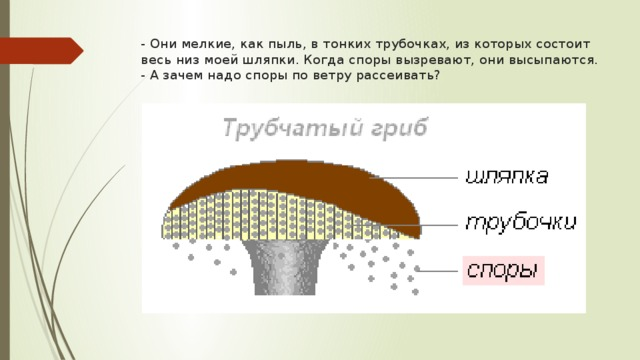 - Они мелкие, как пыль, в тонких трубочках, из которых состоит
весь низ моей шляпки. Когда споры вызревают, они высыпаются.
- А зачем надо споры по ветру рассеивать?
Трубчатый гриб
шляпка
трубочки
споры